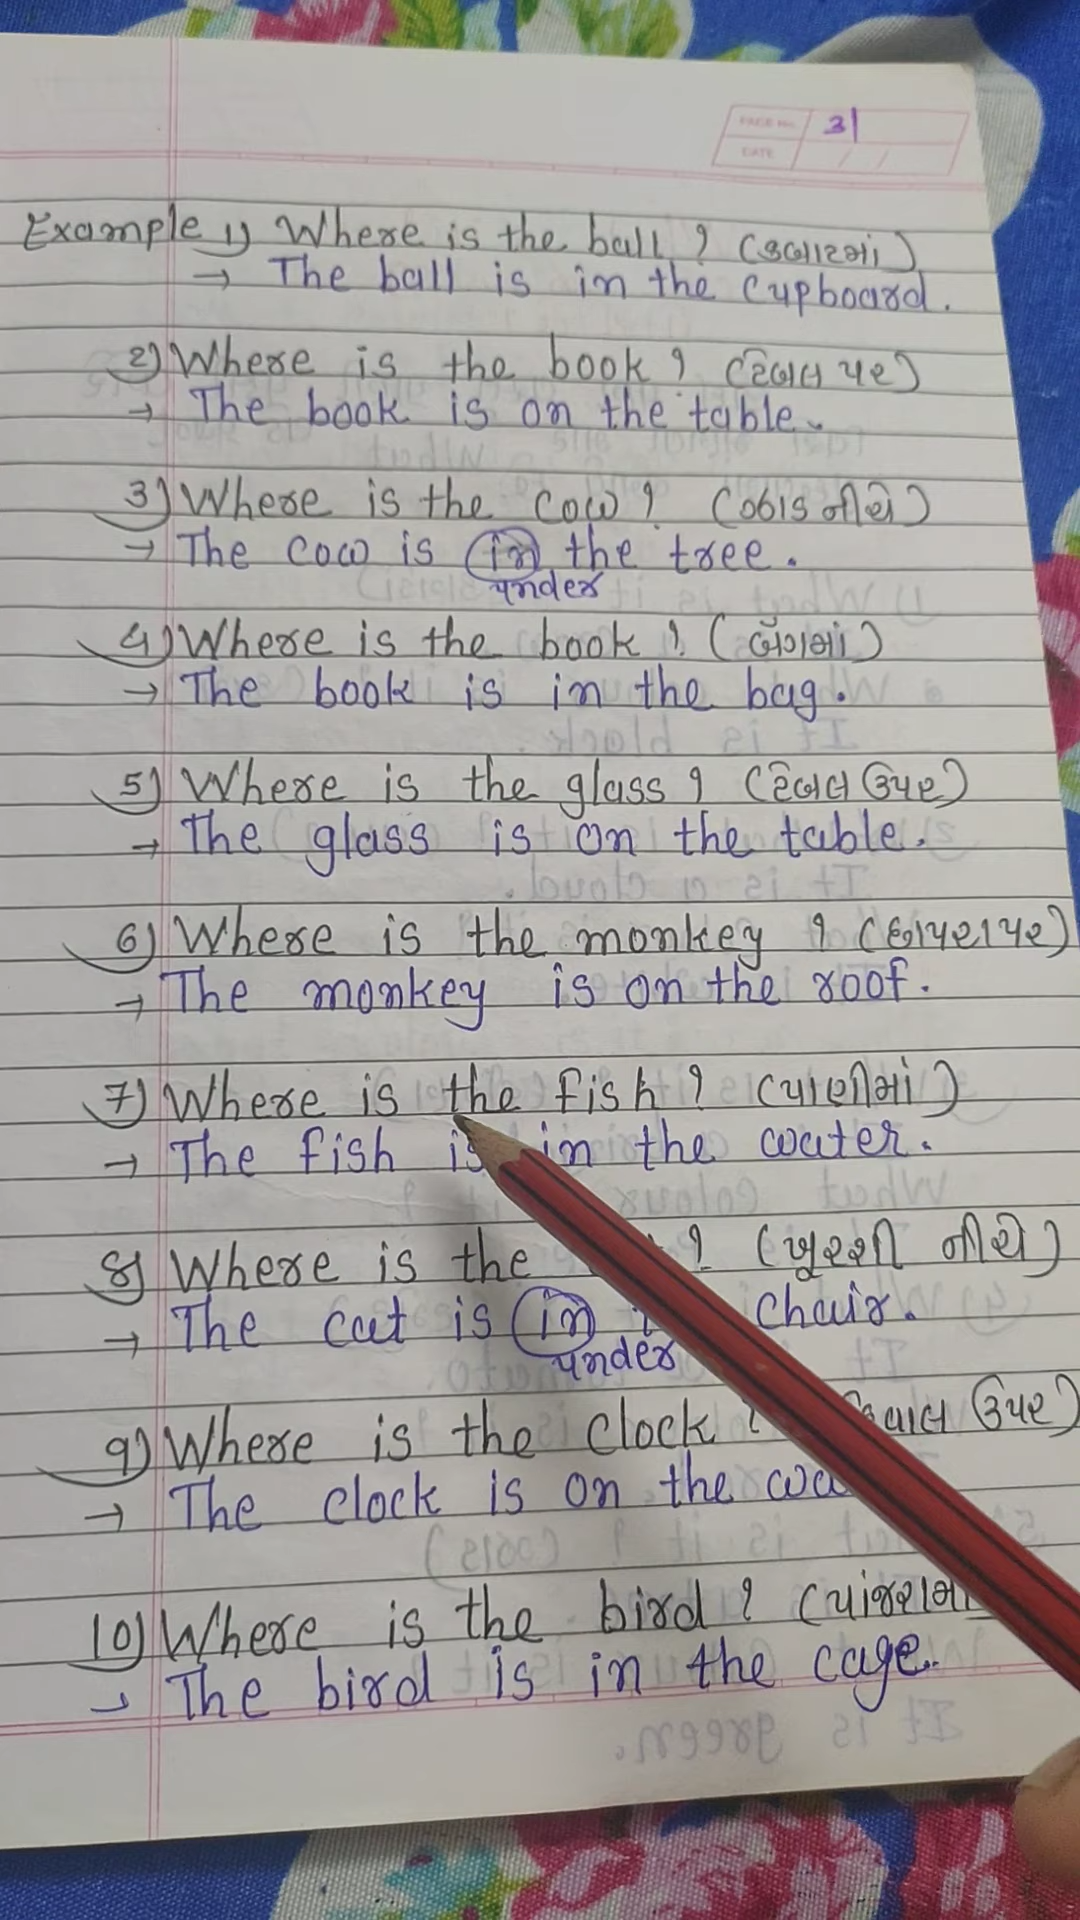 PAGE No. 31
DATE / /
Example 1) Where is the ball ? (કબાટમાં)
→ The ball is in the cupboard.
2) Where is the book ? (ટેબલ પર)
→ The book is on the table.
3) Where is the cow ? (ઝાડ નીચે)
→ The cow is in the tree.
under
4) Where is the book ? (બેગમાં)
→ The book is in the bag.
5) Where is the glass ? (ટેબલ ઉપર)
→ The glass is on the table.
6) Where is the monkey ? (છાપરા પર)
→ The monkey is on the roof.
7) Where is the fish ? (પાણીમાં)
→ The fish is in the water.
8) Where is the ? (ખુરશી નીચે)
→ The cat is in chair.
under
9) Where is the clock ? ઉપર)
→ The clock is on the
10) Where is the bird ? (પાંજરામાં
→ The bird is in the cage.